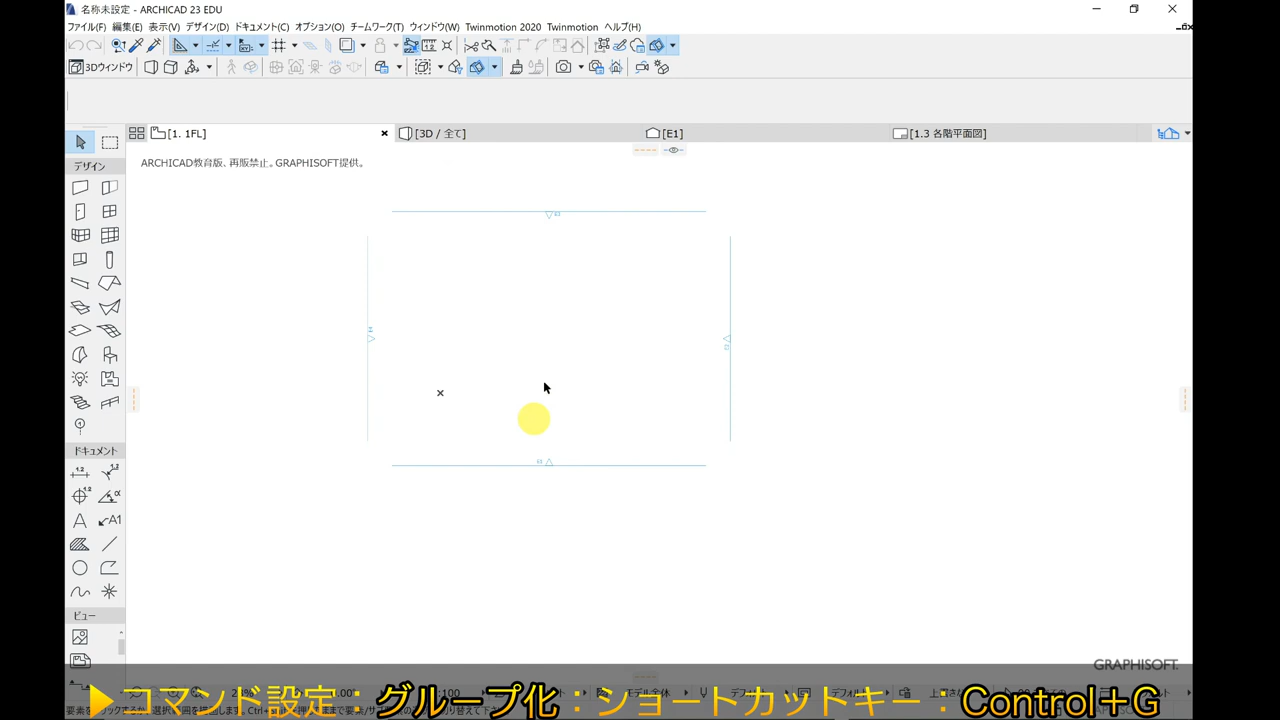 名称未設定 - ARCHICAD 23 EDU
ファイル(F) 編集(E) 表示(V) デザイン(D) ドキュメント(C) オプション(O) チームワーク(T) ウィンドウ(W) Twinmotion 2020 Twinmotion ヘルプ(H)
3Dウィンドウ
[1. 1FL]
[3D / 全て]
[E1]
[1.3 各階平面図]
ARCHICAD教育版、再販禁止。GRAPHISOFT提供。
デザイン
ドキュメント
ビュー
GRAPHISOFT.
▶コマンド設定：グループ化：ショートカットキー：Control＋G